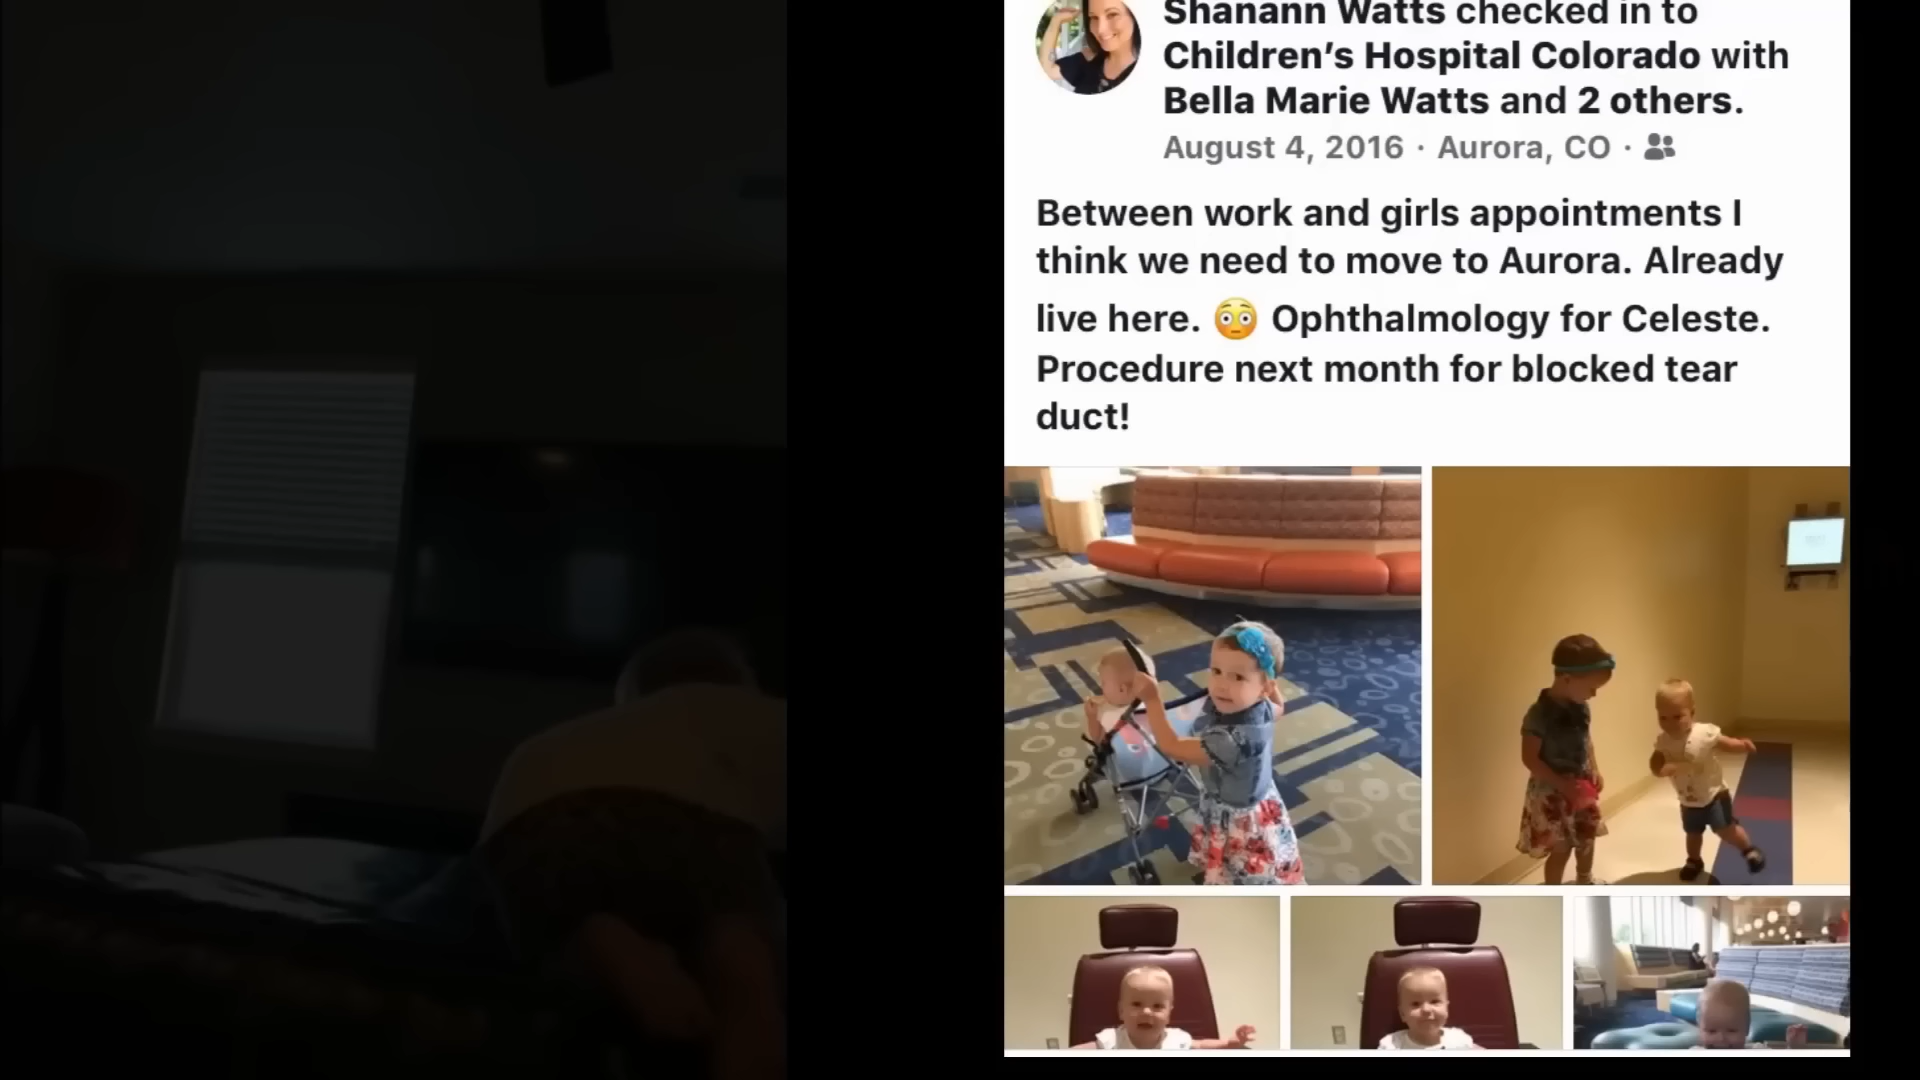 Shanann Watts checked in to
Children's Hospital Colorado with
Bella Marie Watts and 2 others.
August 4, 2016 · Aurora, CO ·
Between work and girls appointments I
think we need to move to Aurora. Already
live here. 😳 Ophthalmology for Celeste.
Procedure next month for blocked tear
duct!